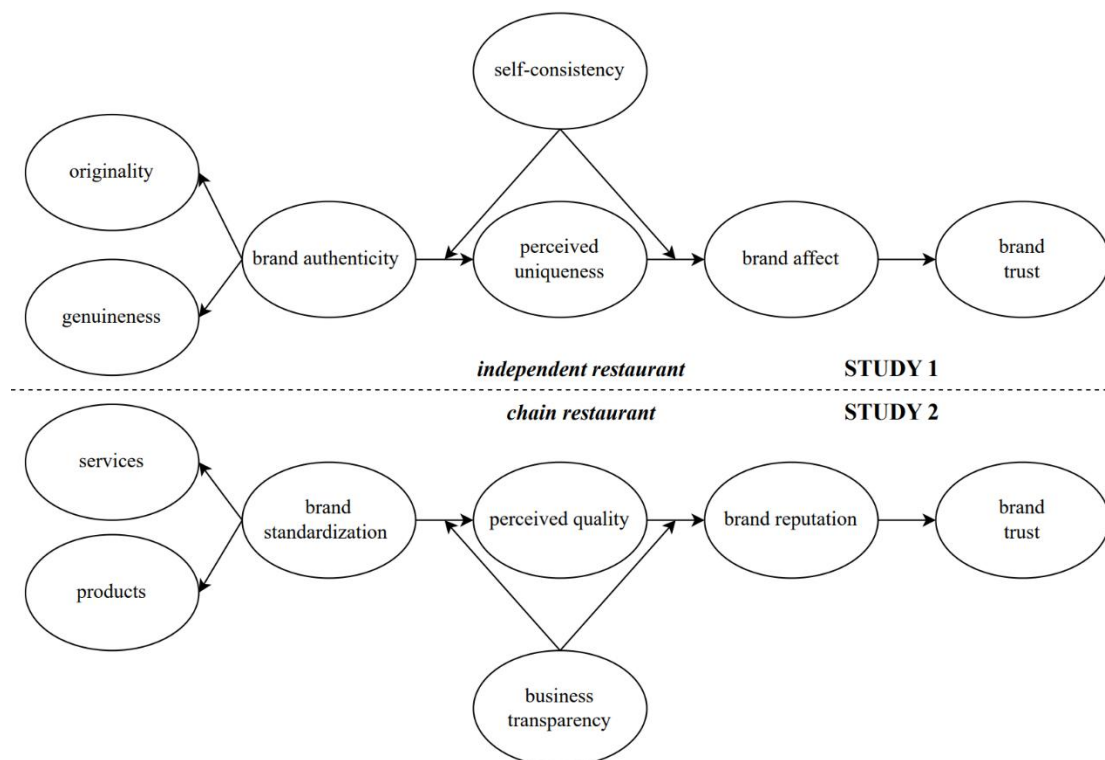 self-consistency
originality
brand authenticity
perceived
uniqueness
brand affect
brand
trust
genuineness
independent restaurant
STUDY 1
chain restaurant
STUDY 2
services
brand
standardization
perceived quality
brand reputation
brand
trust
products
business
transparency